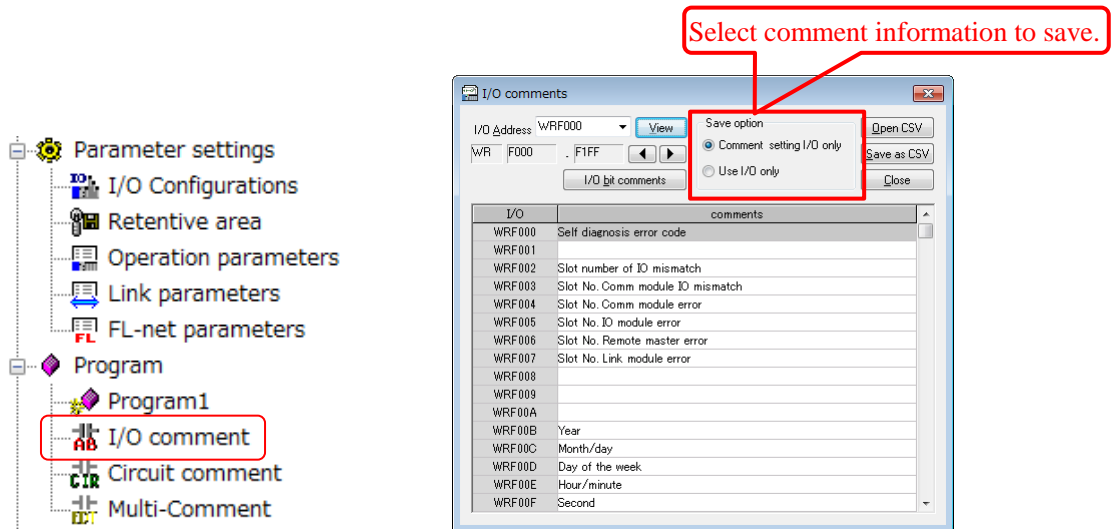 Select comment information to save.
Parameter settings
I/O Configurations
Retentive area
Operation parameters
Link parameters
FL-net parameters
Program
Program1
I/O comment
Circuit comment
Multi-Comment
I/O comments
I/O Address WRF000 View
WR F000 . F1FF
I/O bit comments
Save option
Comment setting I/O only
Use I/O only
Open CSV
Save as CSV
Close
I/O comments
WRF000 Self diagnosis error code
WRF001
WRF002 Slot number of IO mismatch
WRF003 Slot No. Comm module IO mismatch
WRF004 Slot No. Comm module error
WRF005 Slot No. IO module error
WRF006 Slot No. Remote master error
WRF007 Slot No. Link module error
WRF008
WRF009
WRF00A
WRF00B Year
WRF00C Month/day
WRF00D Day of the week
WRF00E Hour/minute
WRF00F Second